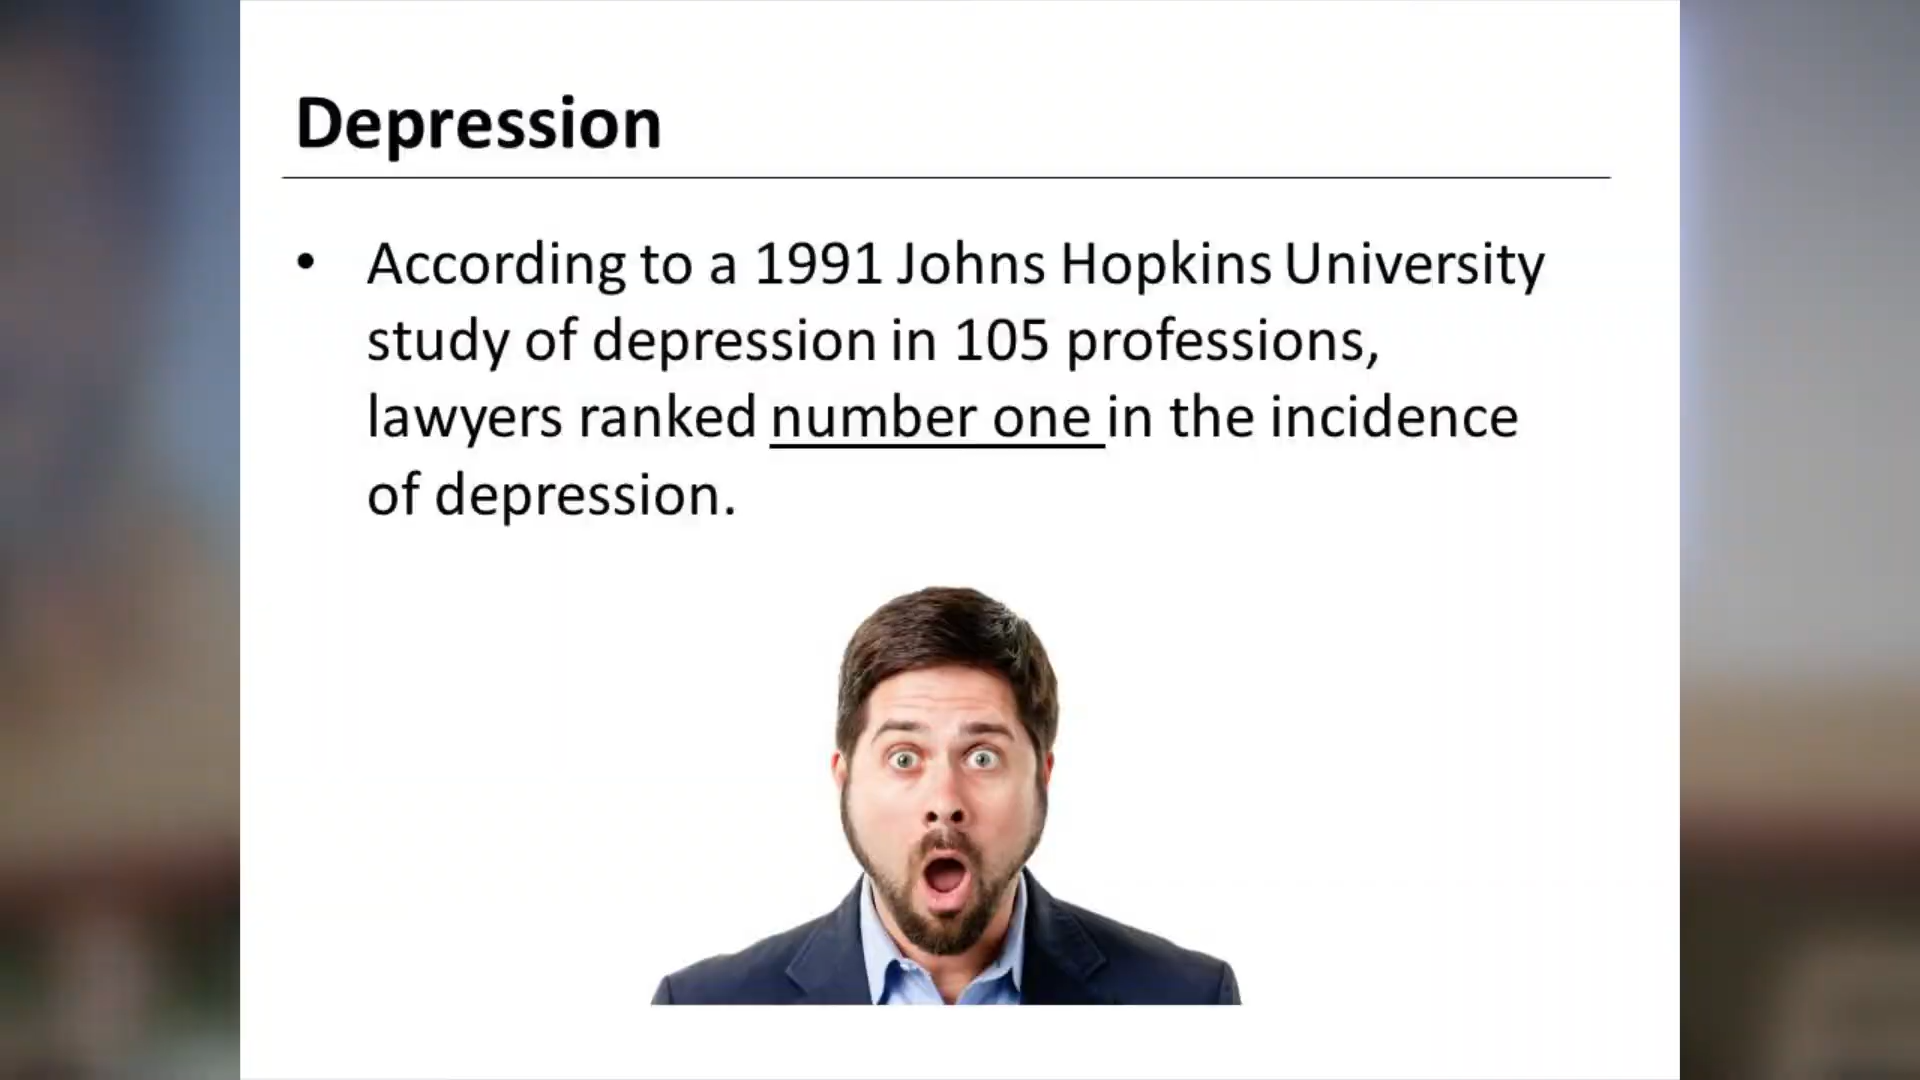 Depression
• According to a 1991 Johns Hopkins University
study of depression in 105 professions,
lawyers ranked number one in the incidence
of depression.